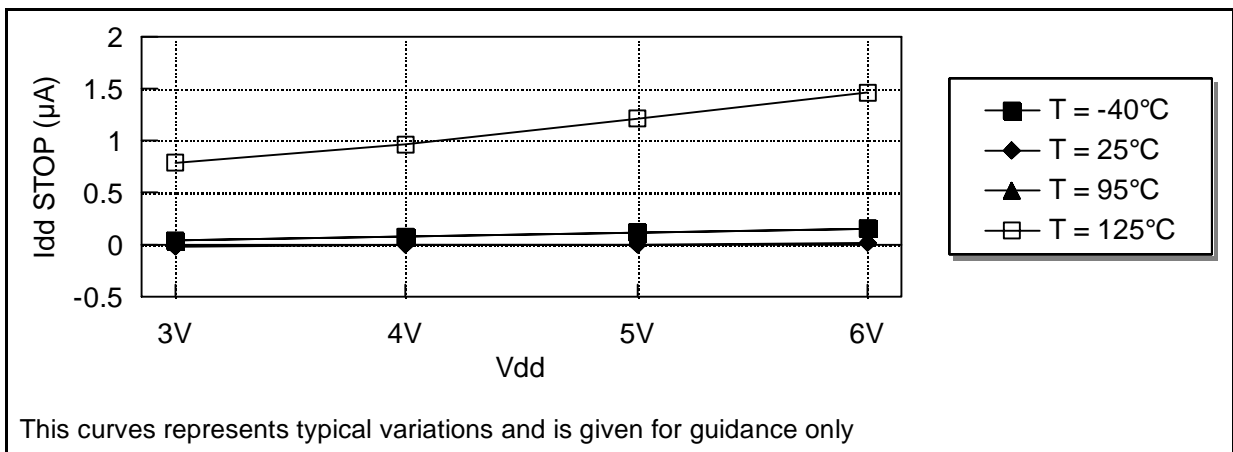 2
1.5
1
0.5
0
-0.5
Idd STOP (µA)
3V
4V
5V
6V
Vdd
T = -40°C
T = 25°C
T = 95°C
T = 125°C
This curves represents typical variations and is given for guidance only